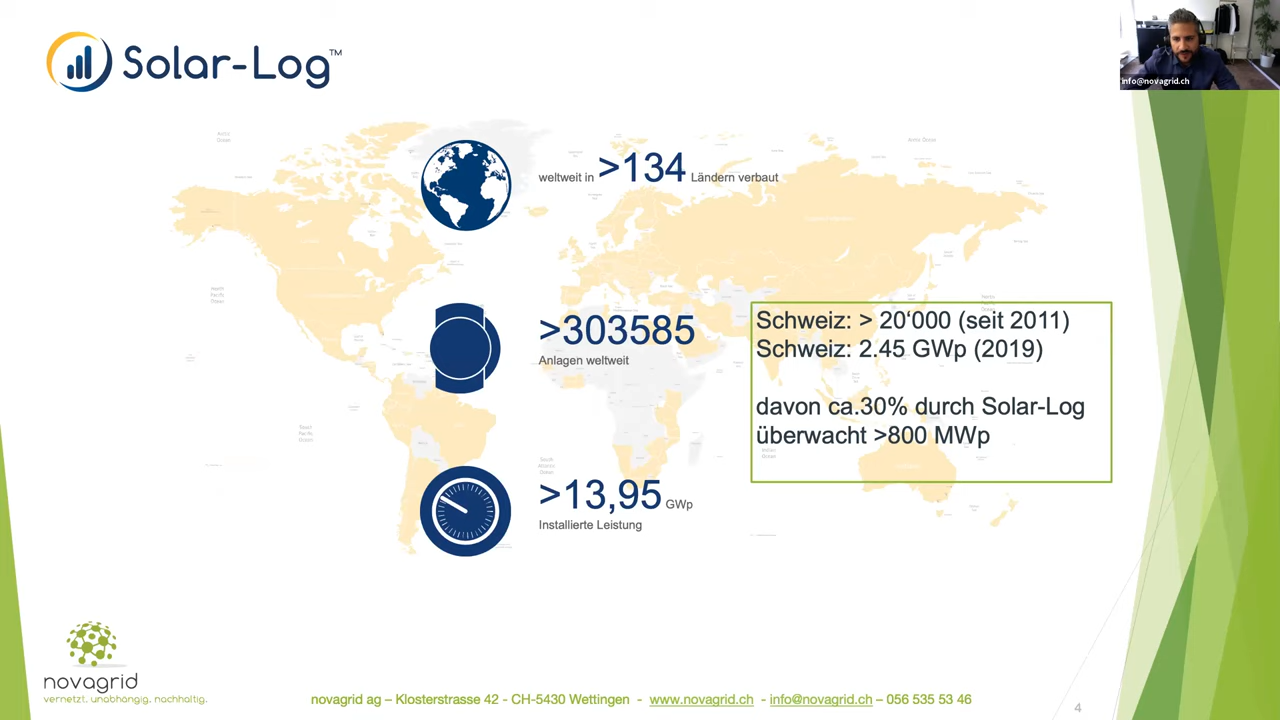 Solar-Log™
info@novagrid.ch
weltweit in >134 Ländern verbaut
>303585
Anlagen weltweit
Schweiz: > 20‘000 (seit 2011)
Schweiz: 2.45 GWp (2019)
davon ca.30% durch Solar-Log
überwacht >800 MWp
>13,95 GWp
Installierte Leistung
novagrid
vernetzt. unabhängig. nachhaltig.
novagrid ag – Klosterstrasse 42 - CH-5430 Wettingen - www.novagrid.ch - info@novagrid.ch – 056 535 53 46
4